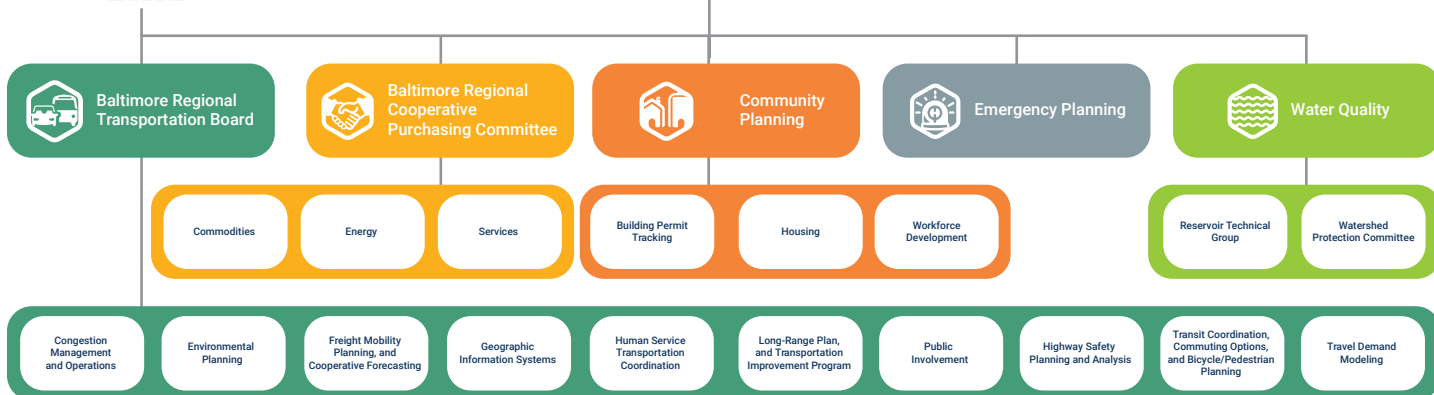 Baltimore Regional
Transportation Board
Baltimore Regional
Cooperative
Purchasing Committee
Community
Planning
Emergency Planning
Water Quality
Commodities
Energy
Services
Building Permit
Tracking
Housing
Workforce
Development
Reservoir Technical
Group
Watershed
Protection Committee
Congestion
Management
and Operations
Environmental
Planning
Freight Mobility
Planning, and
Cooperative Forecasting
Geographic
Information Systems
Human Service
Transportation
Coordination
Long-Range Plan,
and Transportation
Improvement Program
Public
Involvement
Highway Safety
Planning and Analysis
Transit Coordination,
Commuting Options,
and Bicycle/Pedestrian
Planning
Travel Demand
Modeling